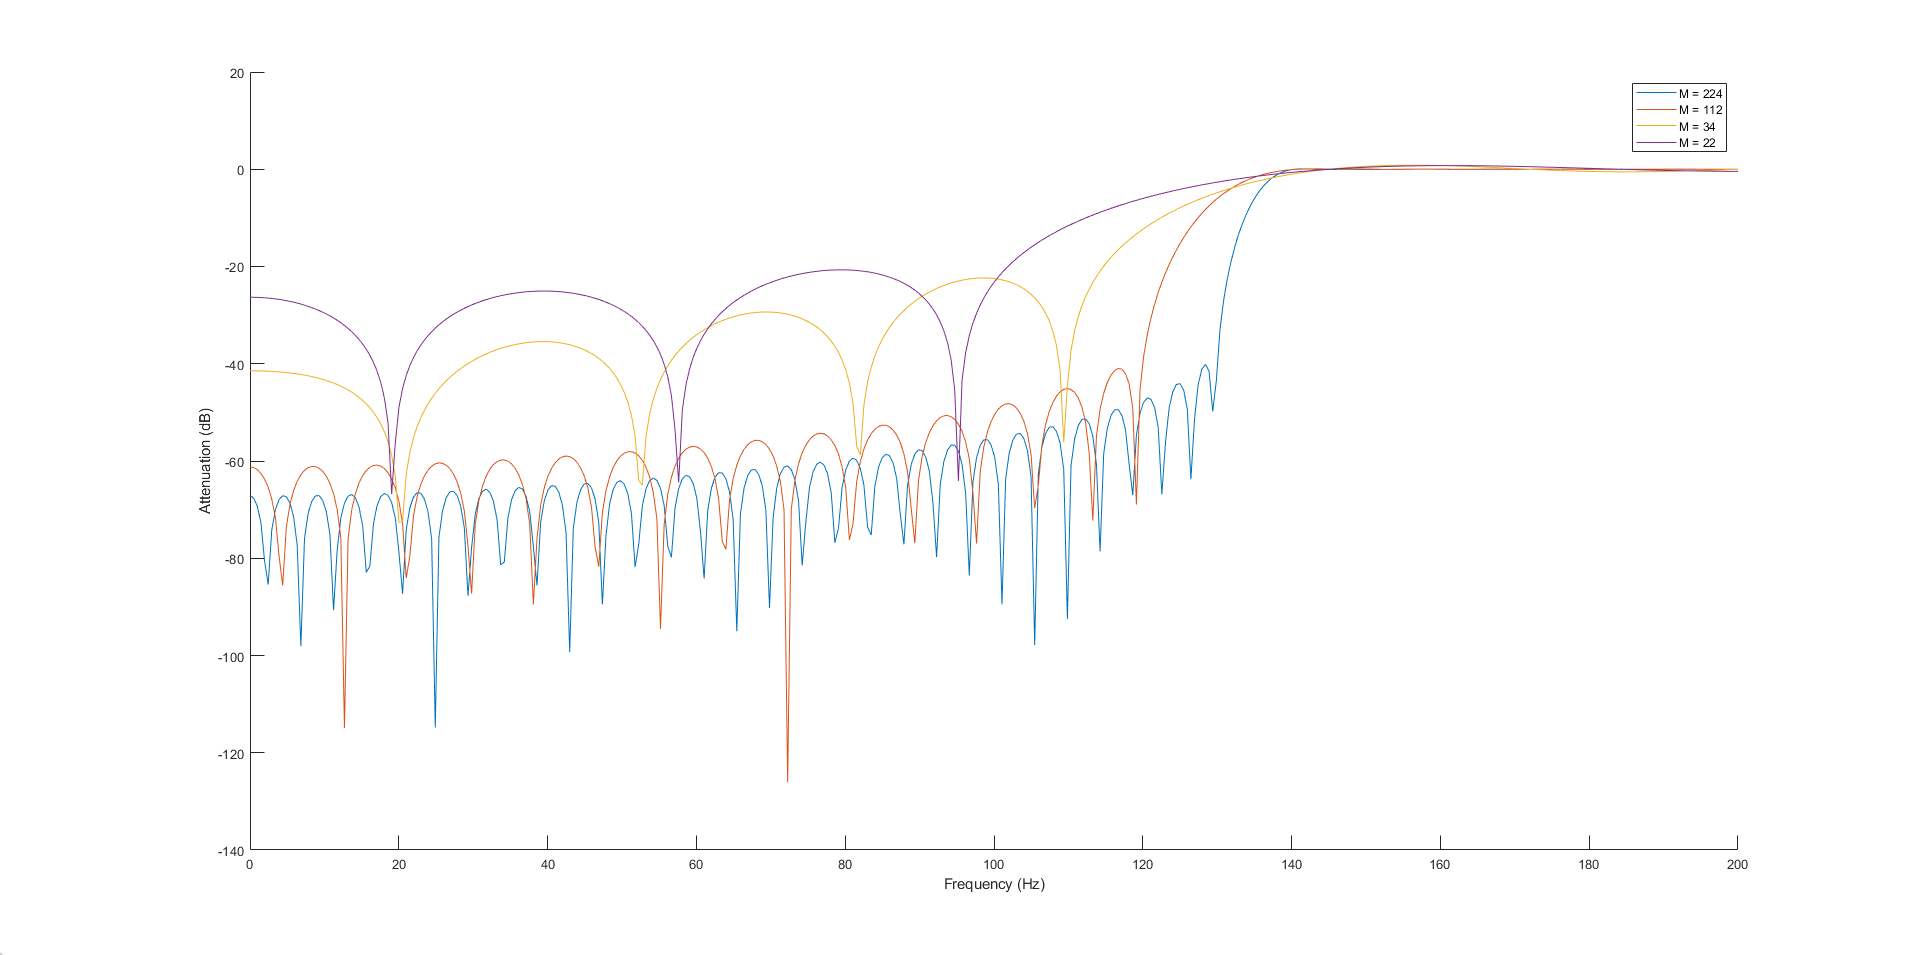 20
0
-20
-40
-60
-80
-100
-120
-140
Attenuation (dB)
0 20 40 60 80 100 120 140 160 180 200
Frequency (Hz)
M = 224
M = 112
M = 34
M = 22